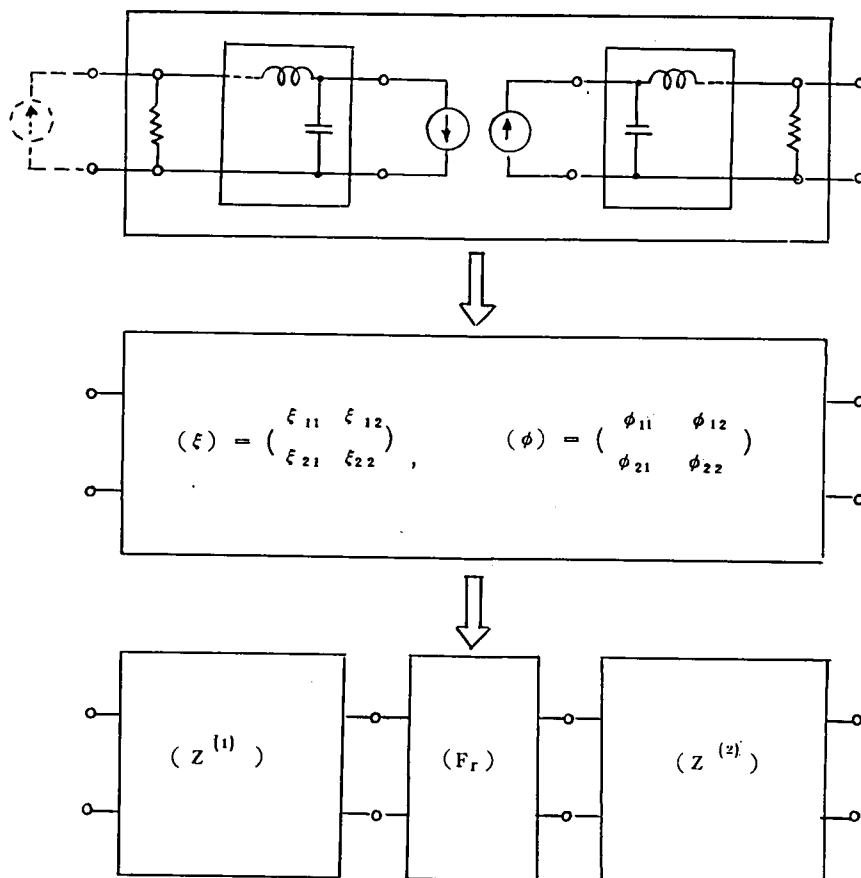 (ξ) = (ξ₁₁ ξ₁₂
ξ₂₁ ξ₂₂) ,
(φ) = (φ₁₁ φ₁₂
φ₂₁ φ₂₂)
(Z⁽¹⁾)
(Fᵣ)
(Z⁽²⁾)